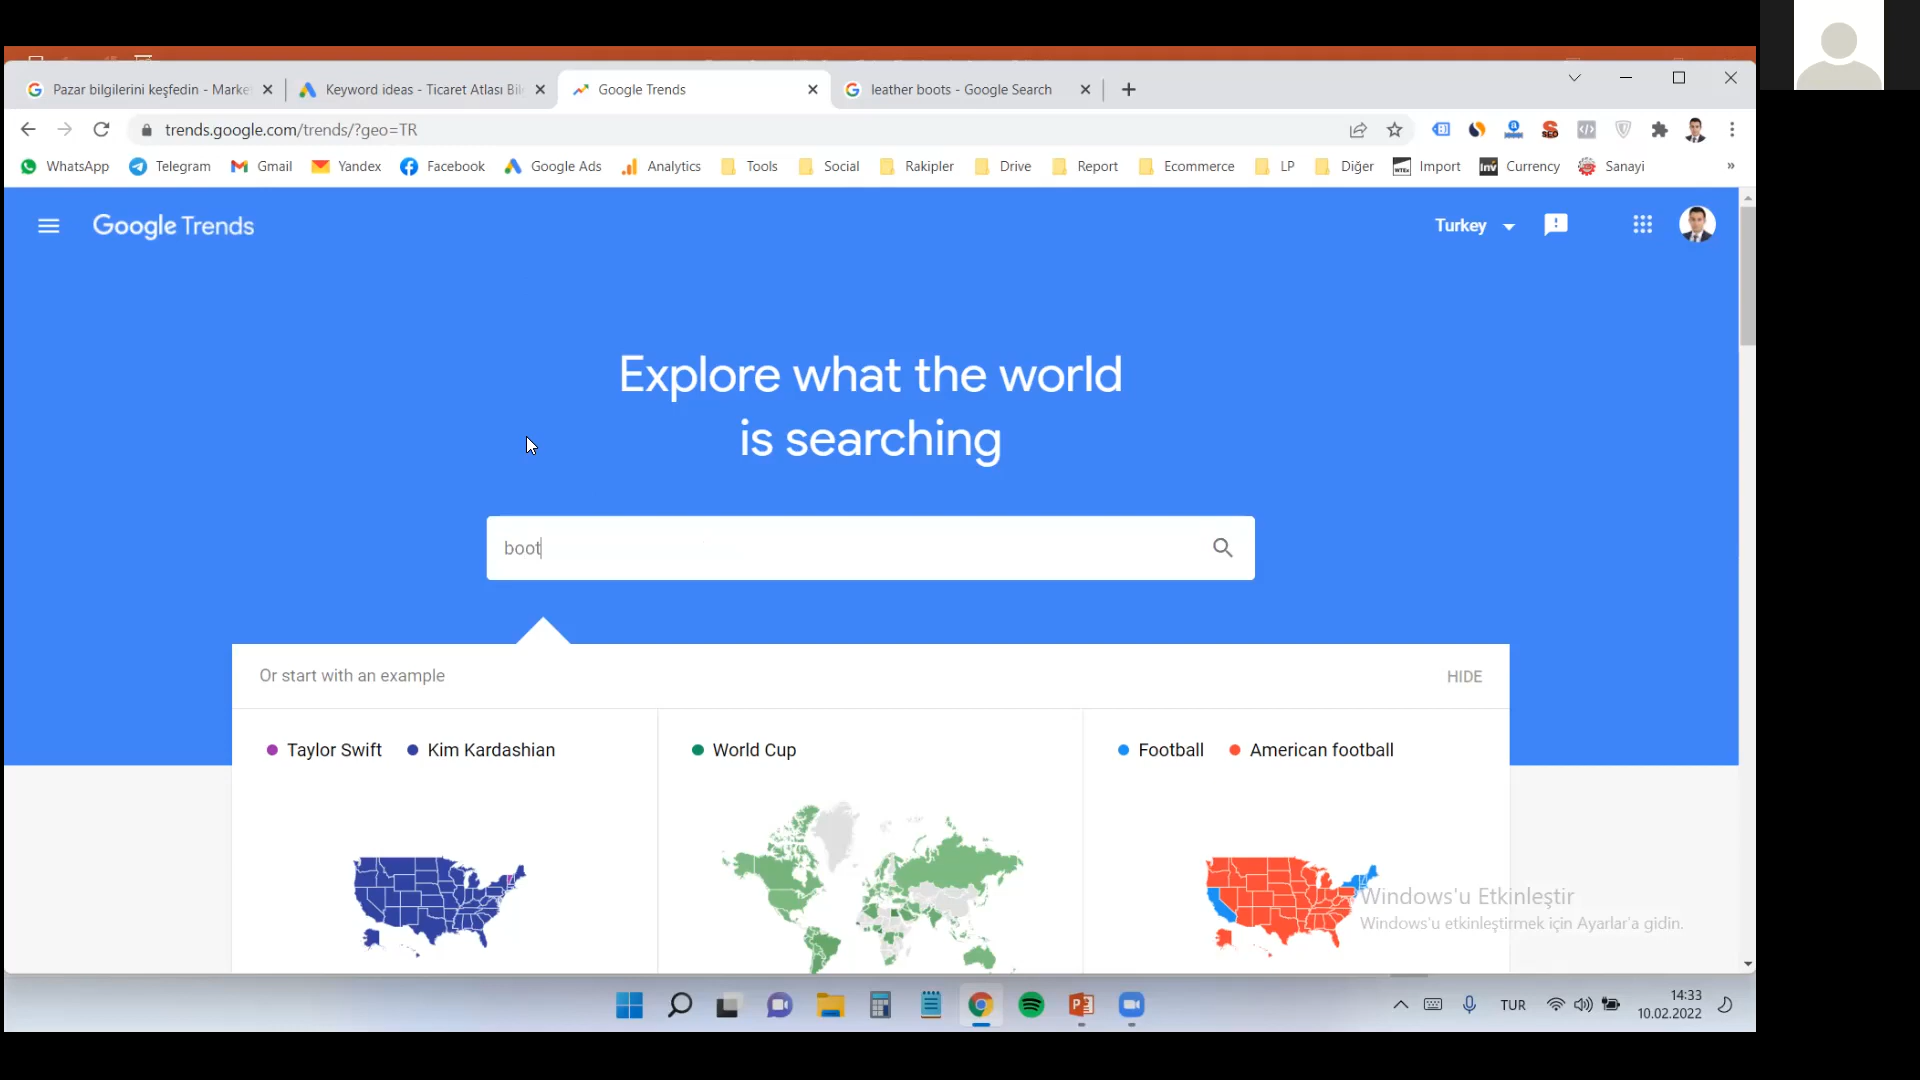 Pazar bilgilerini keşfedin - Marke
Keyword ideas - Ticaret Atlası Bil
Google Trends
leather boots - Google Search
trends.google.com/trends/?geo=TR
WhatsApp
Telegram
Gmail
Yandex
Facebook
Google Ads
Analytics
Tools
Social
Rakipler
Drive
Report
Ecommerce
LP
Diğer
Import
Currency
Sanayi
Google Trends
Turkey
Explore what the world
is searching
boot
Or start with an example
HIDE
Taylor Swift
Kim Kardashian
World Cup
Football
American football
Windows'u Etkinleştir
Windows'u etkinleştirmek için Ayarlar'a gidin.
TUR
14:33
10.02.2022